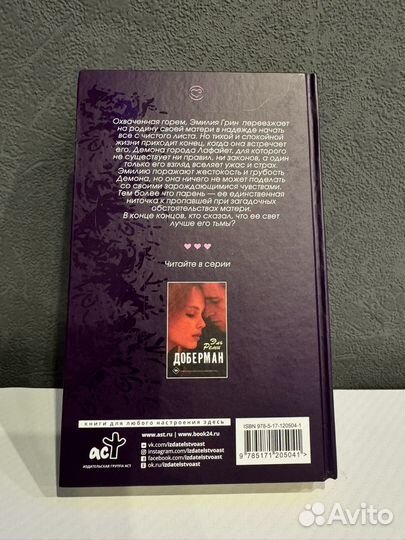 Охваченная горем, Эмилия Грин переезжает
на родину своей матери в надежде начать
все с чистого листа. Но тихой и спокойной
жизни приходит конец, когда она встречает
его, Демона города Лафайет, для которого
не существует ни правил, ни законов, а один
только его взгляд вселяет ужас и страх.
Эмилию поражают жестокость и грубость
Демона, но она ничего не может поделать
со своими зарождающимися чувствами.
Тем более что парень — ее единственная
ниточка к пропавшей при загадочных
обстоятельствах матери.
В конце концов, кто сказал, что ее свет
лучше его тьмы?
Читайте в серии
Эль
Реми
ДОБЕРМАН
книги для любого настроения здесь
аст
ИЗДАТЕЛЬСКАЯ ГРУППА АСТ
www.ast.ru | www.book24.ru
vk.com/izdatelstvoast
instagram.com/izdatelstvoast
facebook.com/izdatelstvoast
ok.ru/izdatelstvoast
ISBN 978-5-17-120504-1
9 785171 205041 >
Avito